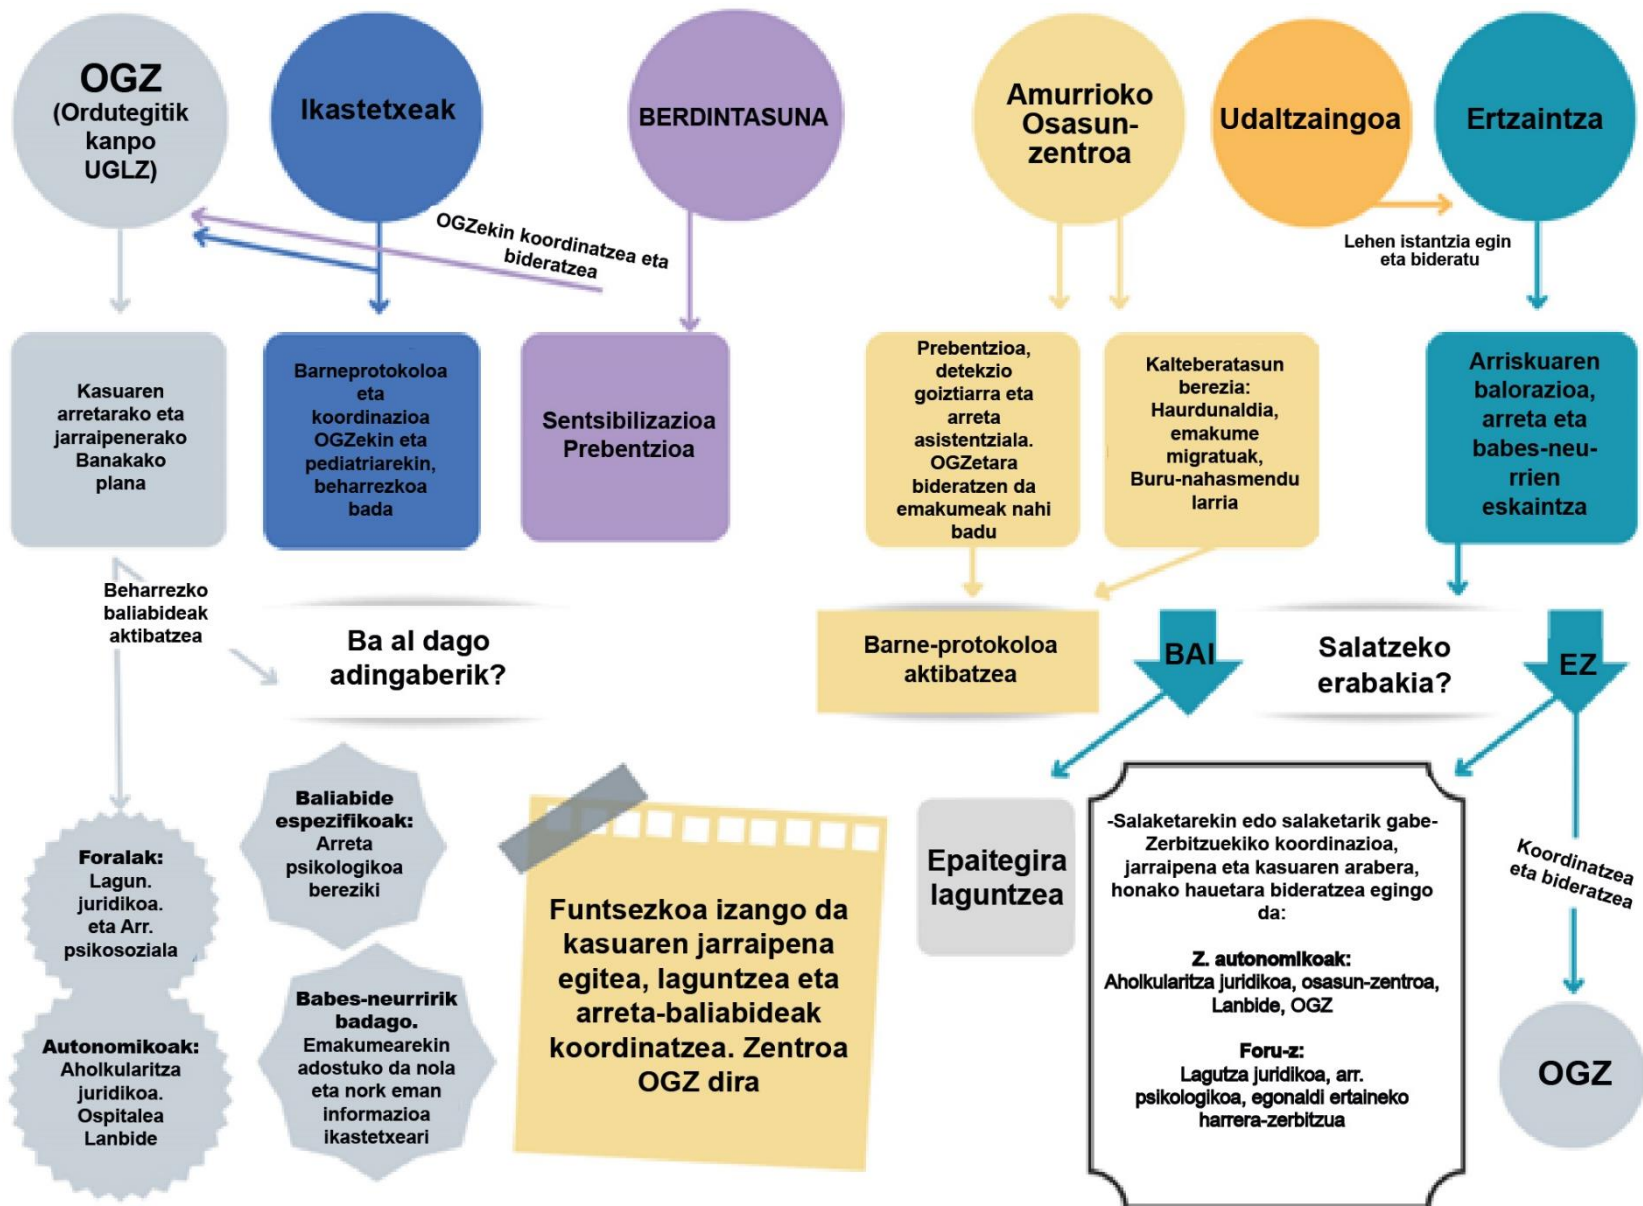 OGZ
(Ordutegitik
kanpo
UGLZ)
Ikastetxeak
BERDINTASUNA
Amurrioko
Osasun-
zentroa
Udaltzaingoa
Ertzaintza
OGZekin koordinatzea eta
bideratzea
Lehen istantzia egin
eta bideratu
Kasuaren
arretarako eta
jarraipenerako
Banakako
plana
Barneprotokoloa
eta
koordinazioa
OGZekin eta
pediatriarekin,
beharrezkoa
bada
Sentsibilizazioa
Prebentzioa
Prebentzioa,
detekzio
goiztiarra eta
arreta
asistentziala.
OGZetara
bideratzen da
emakumeak nahi
badu
Kalteberatasun
berezia:
Haurdunaldia,
emakume
migratuak,
Buru-nahasmendu
larria
Arriskuaren
balorazioa,
arreta eta
babes-neu-
rrien
eskaintza
Beharrezko
baliabideak
aktibatzea
Ba al dago
adingaberik?
Barne-protokoloa
aktibatzea
BAI
Salatzeko
erabakia?
EZ
Foralak:
Lagun.
juridikoa.
eta Arr.
psikosoziala
Autonomikoak:
Aholkularitza
juridikoa.
Ospitalea
Lanbide
Baliabide
espezifikoak:
Arreta
psikologikoa
bereziki
Babes-neurririk
badago.
Emakumearekin
adostuko da nola
eta nork eman
informazioa
ikastetxeari
Funtsezkoa izango da
kasuaren jarraipena
egitea, laguntzea eta
arreta-baliabideak
koordinatzea. Zentroa
OGZ dira
Epaitegira
laguntzea
-Salaketarekin edo salaketarik gabe-
Zerbitzuekiko koordinazioa,
jarraipena eta kasuaren arabera,
honako hauetara bideratzea egingo
da:
Z. autonomikoak:
Aholkularitza juridikoa, osasun-zentroa,
Lanbide, OGZ
Foru-z:
Lagutza juridikoa, arr.
psikologikoa, egonaldi ertaineko
harrera-zerbitzua
Koordinatzea
eta bideratzea
OGZ